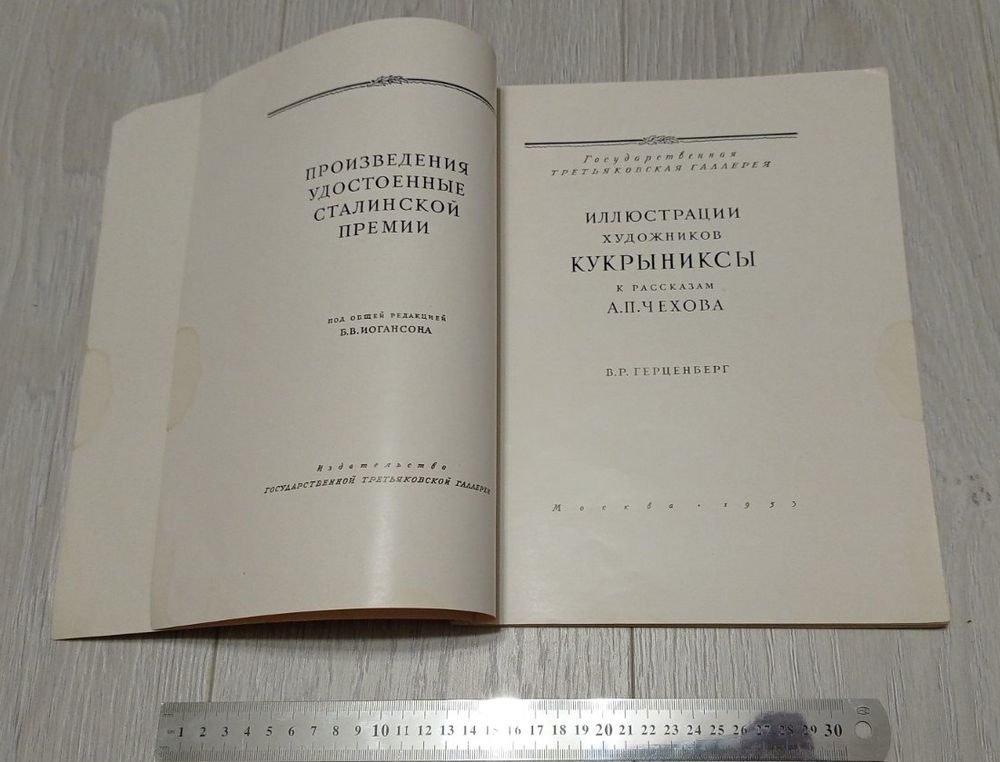 ПРОИЗВЕДЕНИЯ
УДОСТОЕННЫЕ
СТАЛИНСКОЙ
ПРЕМИИ
ПОД ОБЩЕЙ РЕДАКЦИЕЙ
Б.В.ИОГАНСОНА
Издательство
ГОСУДАРСТВЕННОЙ ТРЕТЬЯКОВСКОЙ ГАЛЛЕРЕИ
Государственная
ТРЕТЬЯКОВСКАЯ ГАЛЛЕРЕЯ
ИЛЛЮСТРАЦИИ
ХУДОЖНИКОВ
КУКРЫНИКСЫ
К РАССКАЗАМ
А.П.ЧЕХОВА
В.Р. ГЕРЦЕНБЕРГ
Москва · 1953
1 2 3 4 5 6 7 8 9 10 11 12 13 14 15 16 17 18 19 20 21 22 23 24 25 26 27 28 29 30